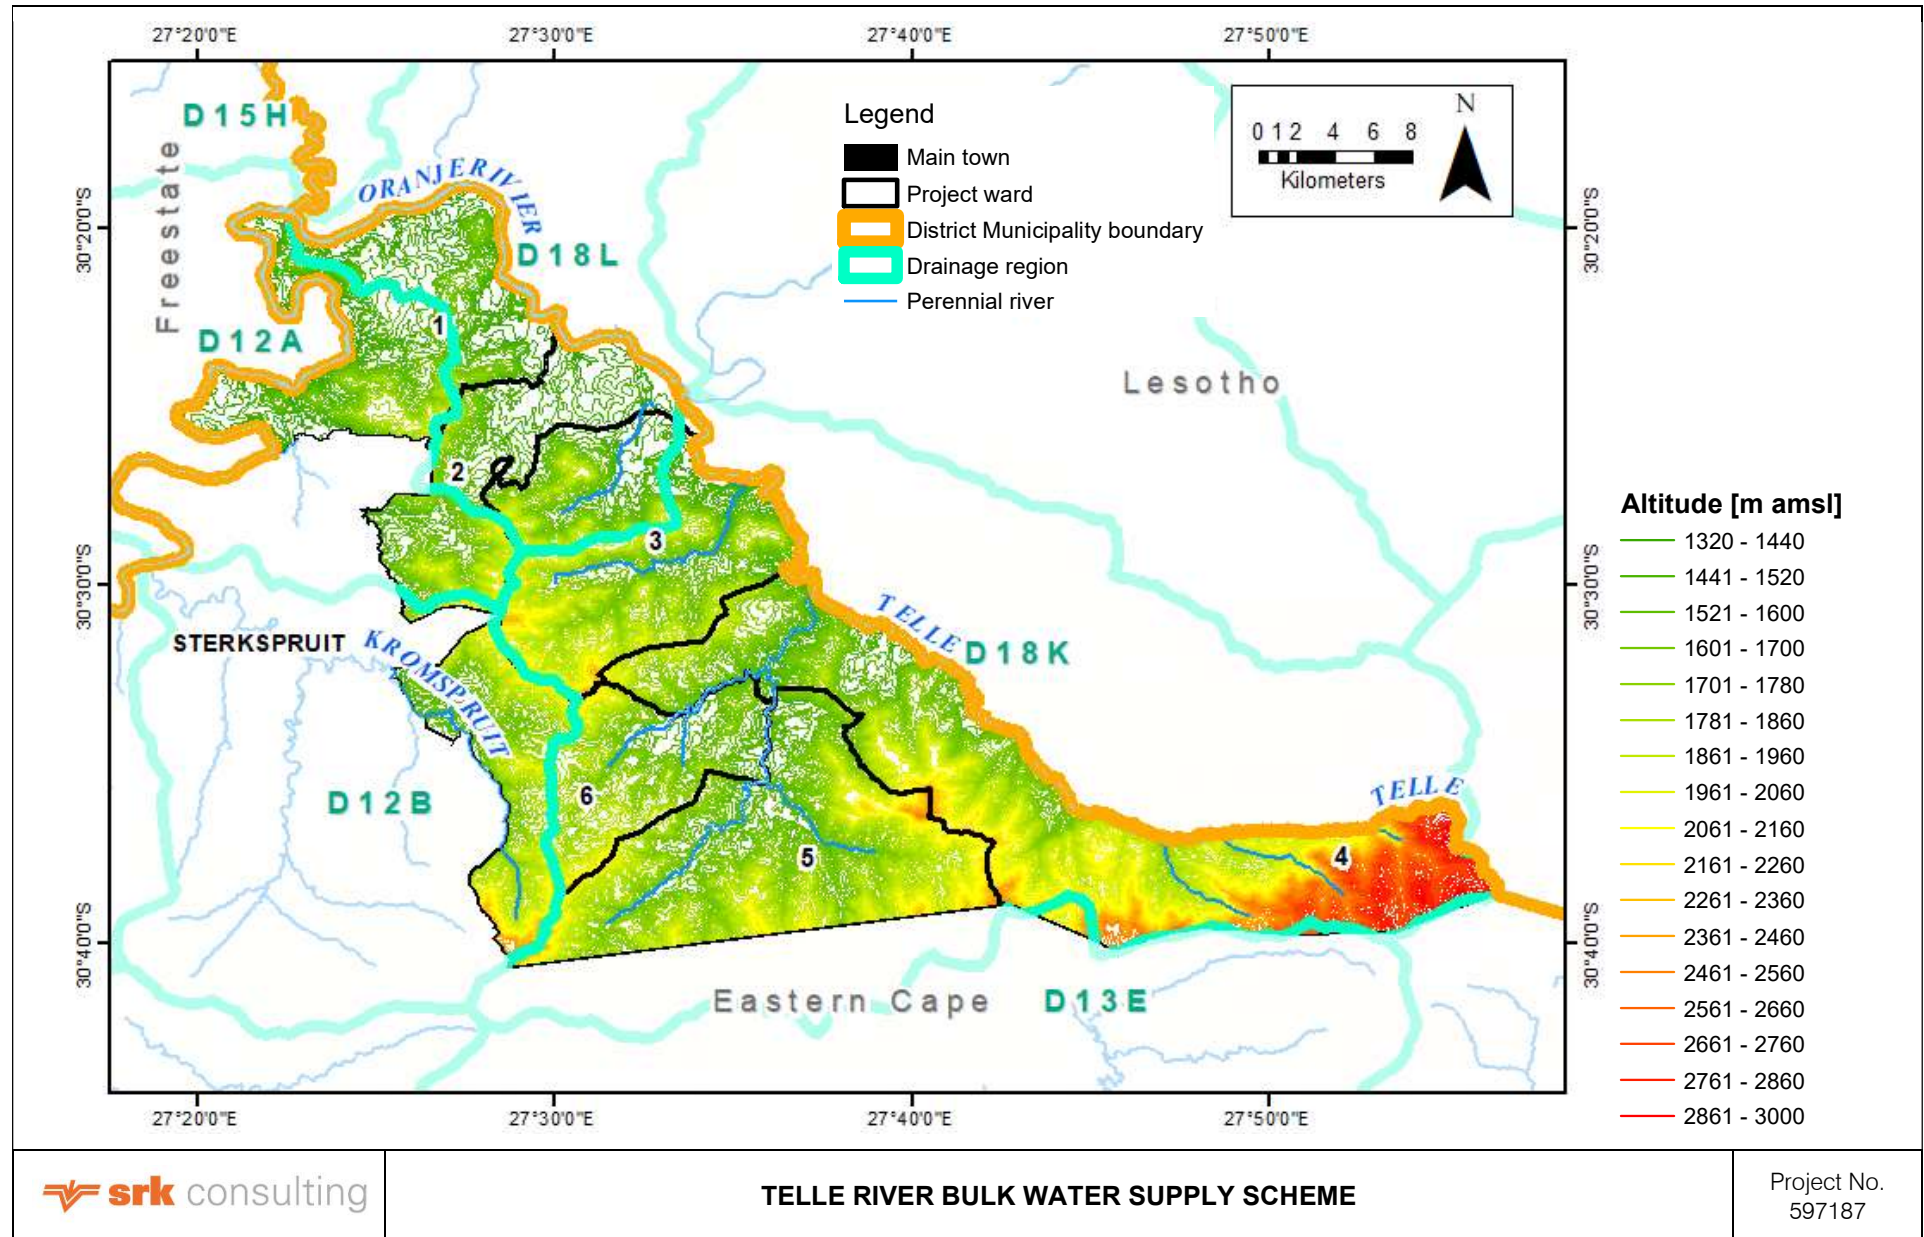 27°20'0"E 27°30'0"E 27°40'0"E 27°50'0"E
D15H
Freestate
ORANJERIVIER
D18L
D12A
30°20'0"S
30°20'0"S
Legend
Main town
Project ward
District Municipality boundary
Drainage region
Perennial river
0 1 2 4 6 8
Kilometers
N
Lesotho
1
2
3
30°30'0"S
30°30'0"S
STERKSPRUIT
KROMSPRUIT
TELLE
D18K
D12B
6
5
TELLE
4
30°40'0"S
30°40'0"S
Eastern Cape
D13E
27°20'0"E 27°30'0"E 27°40'0"E 27°50'0"E
Altitude [m amsl]
1320 - 1440
1441 - 1520
1521 - 1600
1601 - 1700
1701 - 1780
1781 - 1860
1861 - 1960
1961 - 2060
2061 - 2160
2161 - 2260
2261 - 2360
2361 - 2460
2461 - 2560
2561 - 2660
2661 - 2760
2761 - 2860
2861 - 3000
srk consulting
TELLE RIVER BULK WATER SUPPLY SCHEME
Project No.
597187